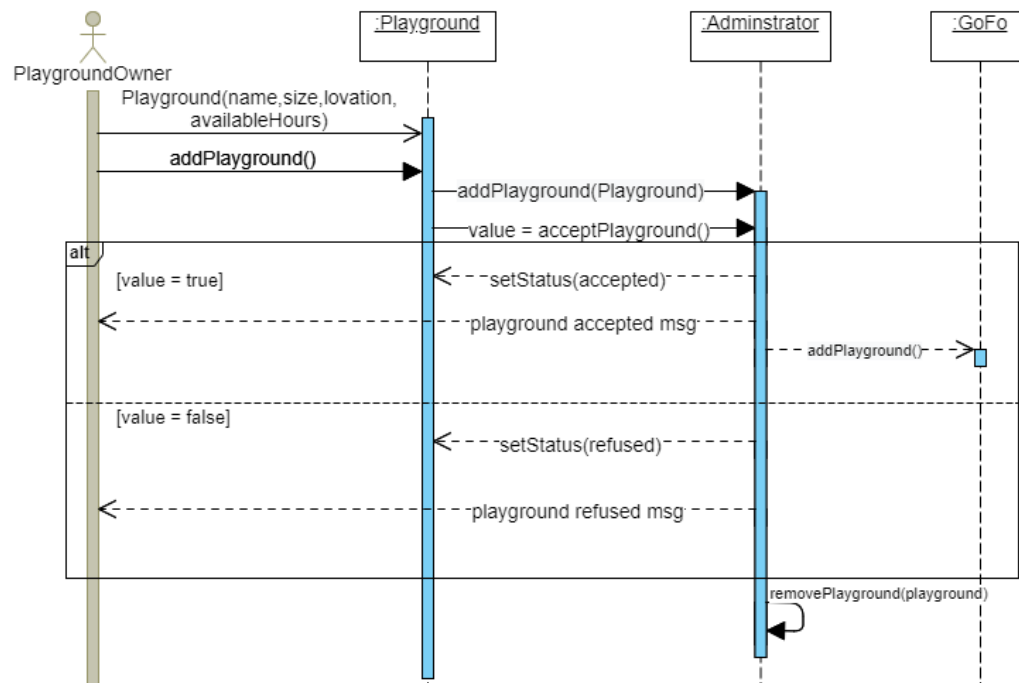 :Playground
:Adminstrator
:GoFo
PlaygroundOwner
Playground(name,size,lovation,
availableHours)
addPlayground()
addPlayground(Playground)
value = acceptPlayground()
alt
[value = true]
setStatus(accepted)
playground accepted msg
addPlayground()
[value = false]
setStatus(refused)
playground refused msg
removePlayground(playground)